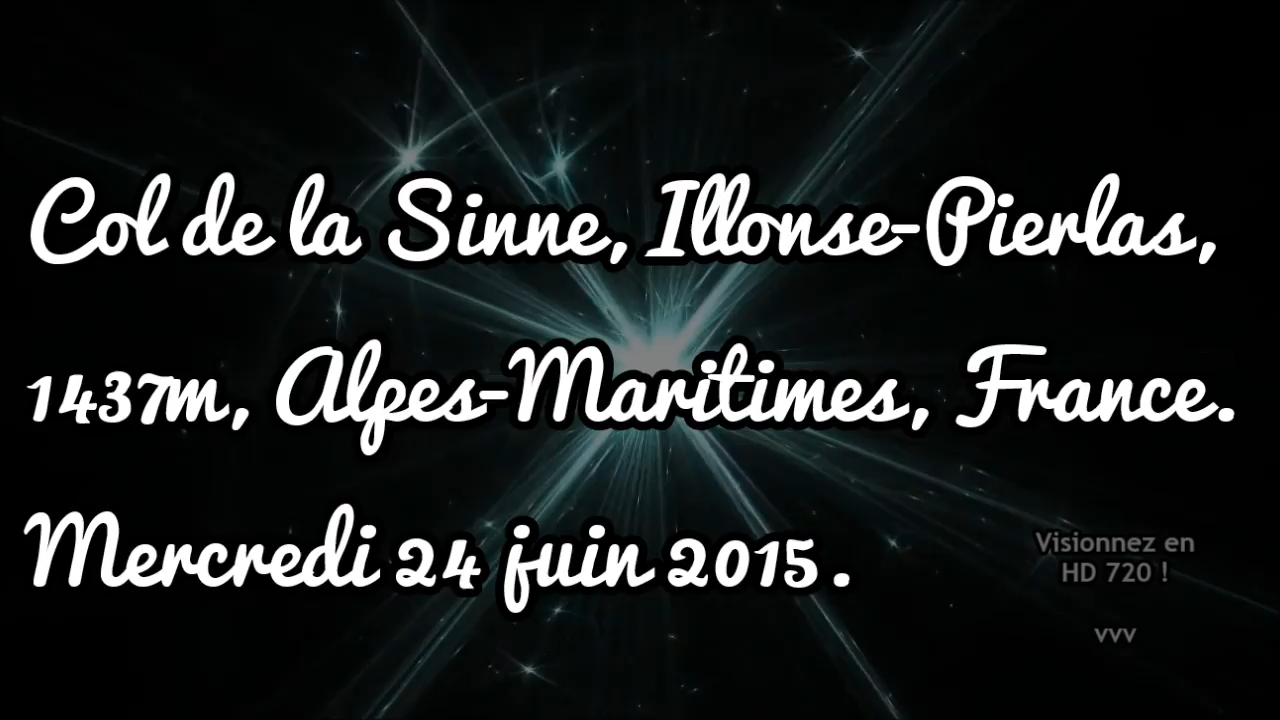 Col de la Sinne, Illonse-Pierlas,
1437m, Alpes-Maritimes, France.
Mercredi 24 juin 2015.
Visionnez en
HD 720 !
vvv